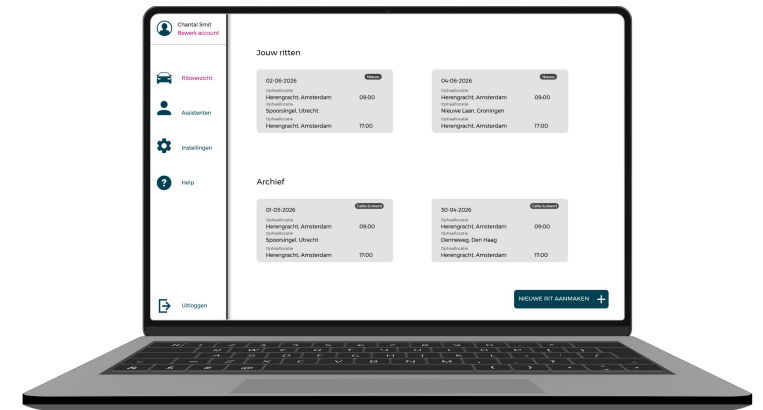 Chantal Smit
Bewerk account
Ritoverzicht
Assistenten
Instellingen
Help
Uitloggen
Jouw ritten
02-06-2026 Nieuw
Ophaallocatie
Herengracht, Amsterdam 09:00
Ophaallocatie
Spoorsingel, Utrecht
Ophaallocatie
Herengracht, Amsterdam 17:00
04-06-2026 Nieuw
Ophaallocatie
Herengracht, Amsterdam 09:00
Ophaallocatie
Nieuwe Laan, Groningen
Ophaallocatie
Herengracht, Amsterdam 17:00
Archief
01-05-2026 Gefactureerd
Ophaallocatie
Herengracht, Amsterdam 09:00
Ophaallocatie
Spoorsingel, Utrecht
Ophaallocatie
Herengracht, Amsterdam 17:00
30-04-2026 Gefactureerd
Ophaallocatie
Herengracht, Amsterdam 09:00
Ophaallocatie
Denneweg, Den Haag
Ophaallocatie
Herengracht, Amsterdam 17:00
NIEUWE RIT AANMAKEN +